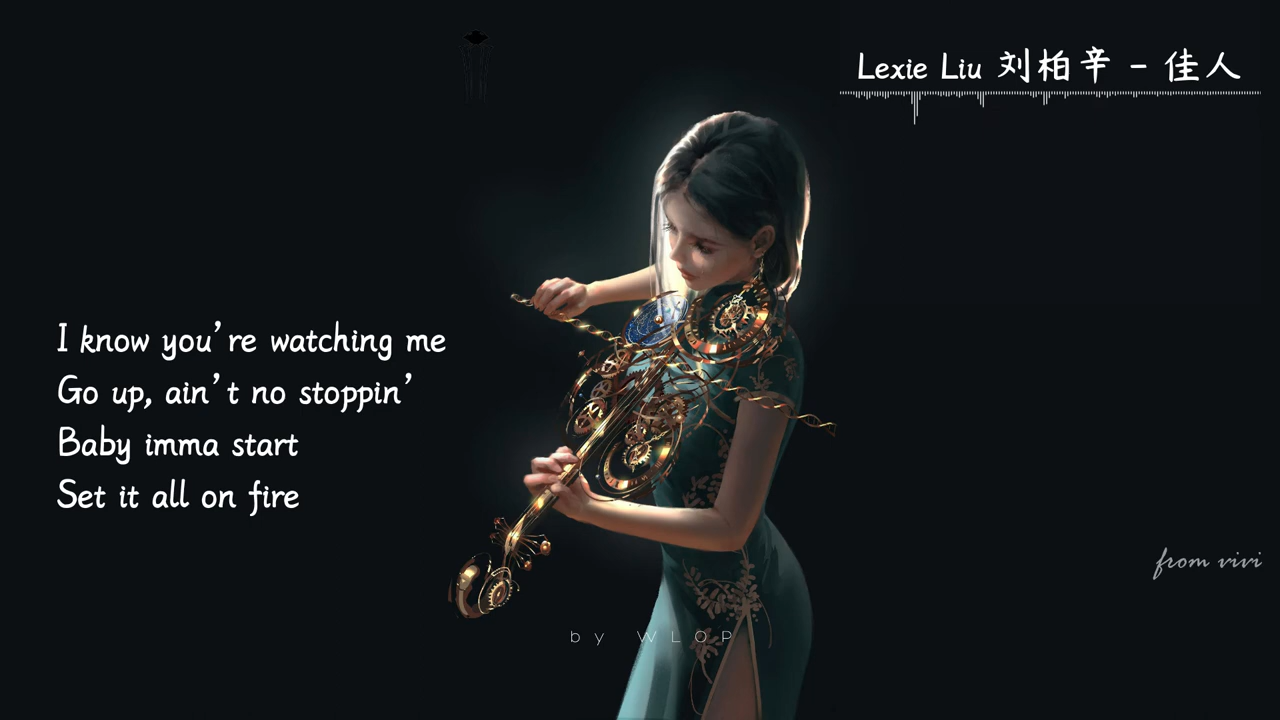 Lexie Liu 刘柏辛 - 佳人
I know you're watching me
Go up, ain't no stoppin'
Baby imma start
Set it all on fire
from vivi
by WLOP